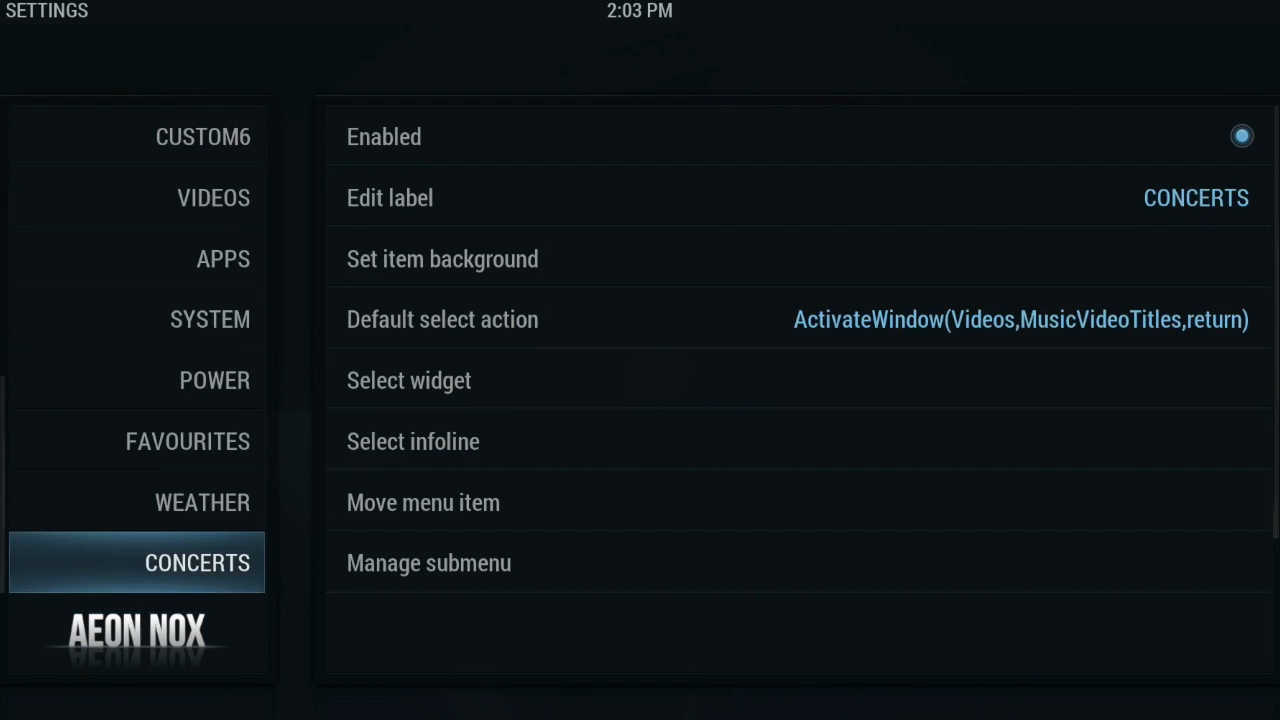 SETTINGS
2:03 PM
CUSTOM6
VIDEOS
APPS
SYSTEM
POWER
FAVOURITES
WEATHER
CONCERTS
AEON NOX
Enabled
Edit label CONCERTS
Set item background
Default select action ActivateWindow(Videos,MusicVideoTitles,return)
Select widget
Select infoline
Move menu item
Manage submenu